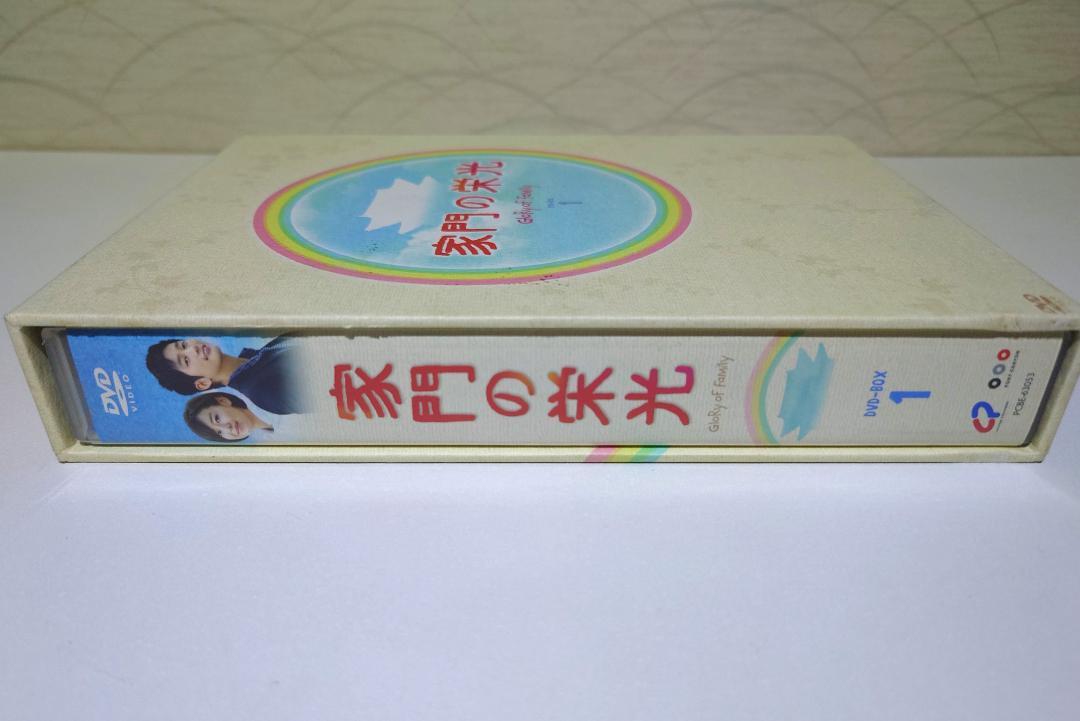 家門の栄光
Glory of Family
1
DVD
VIDEO
家門の栄光
Glory of Family
DVD-BOX
1
PCBE-63053